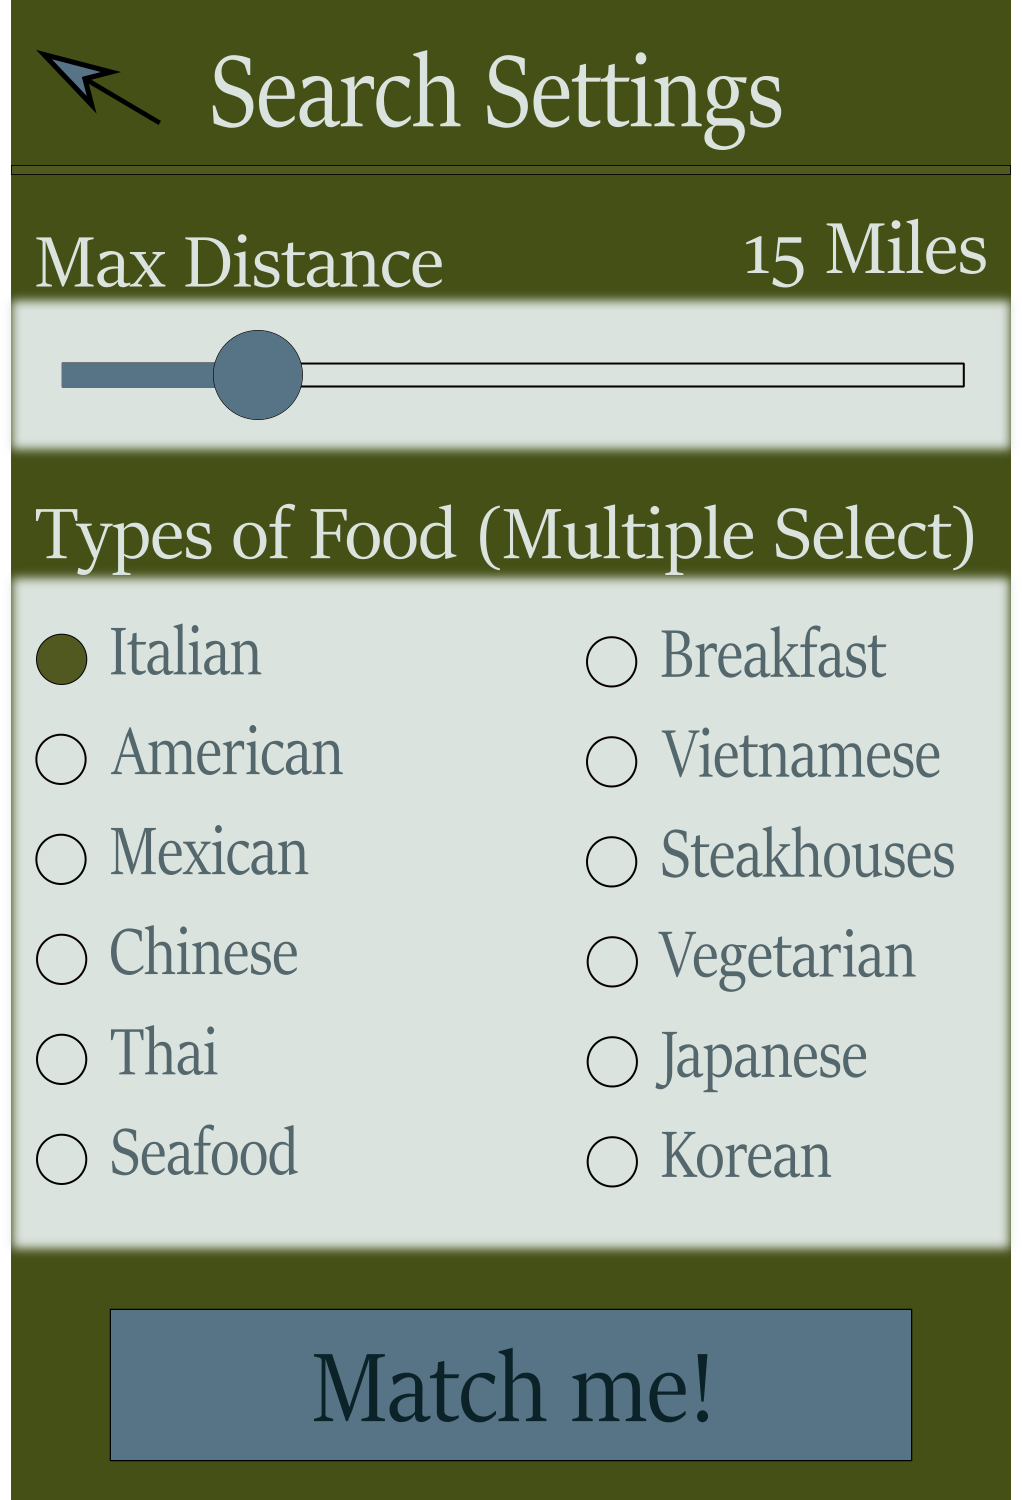 Search Settings
Max Distance
15 Miles
Types of Food (Multiple Select)
Italian
American
Mexican
Chinese
Thai
Seafood
Breakfast
Vietnamese
Steakhouses
Vegetarian
Japanese
Korean
Match me!